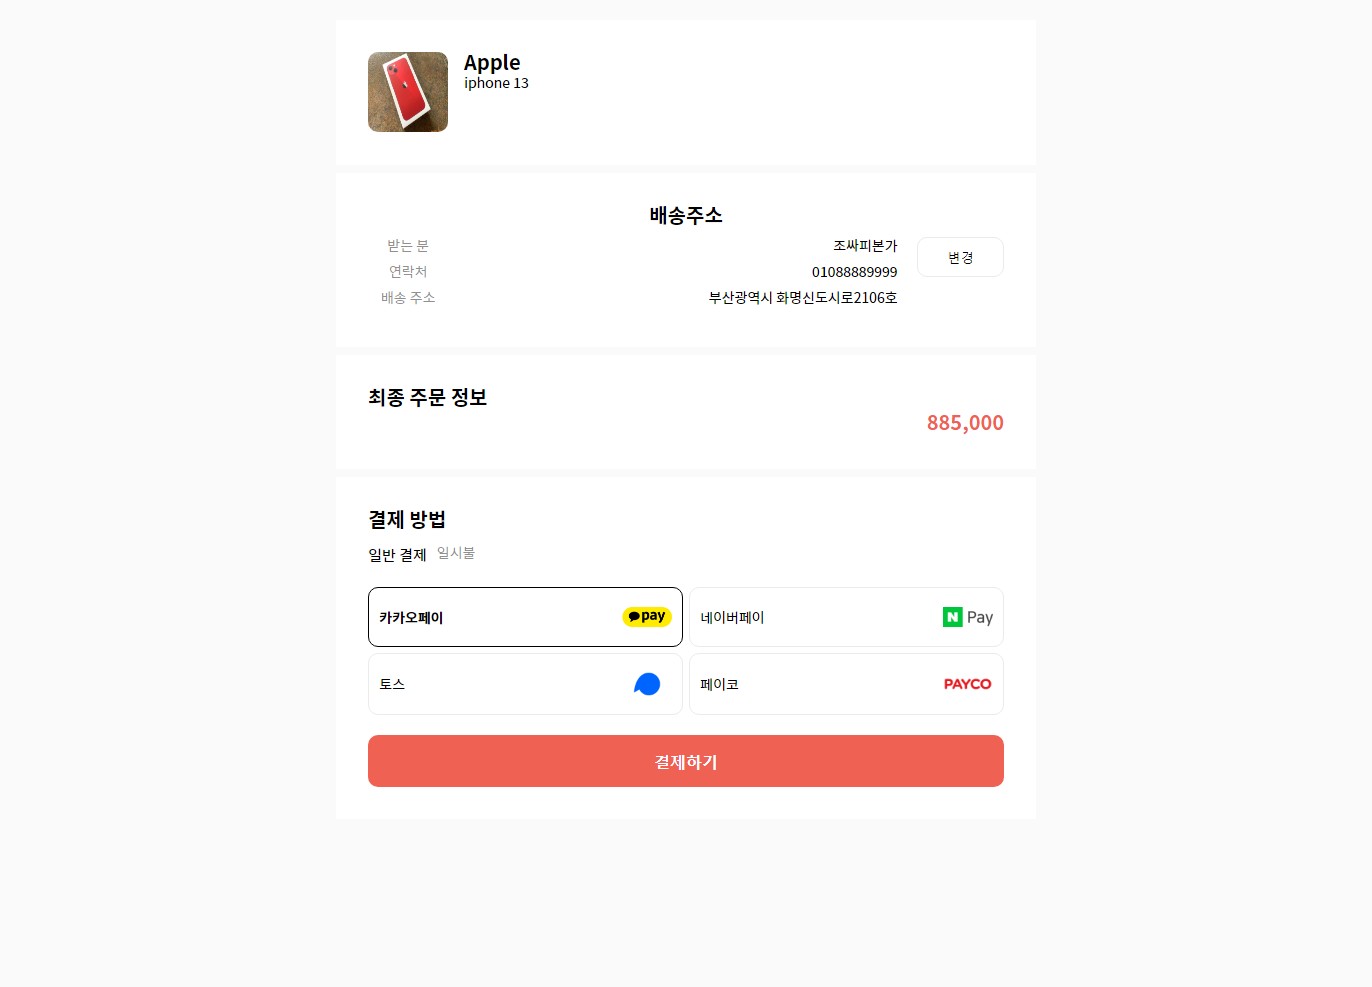 Apple
iphone 13
배송주소
받는 분 조싸피본가 변경
연락처 01088889999
배송 주소 부산광역시 화명신도시로2106호
최종 주문 정보
885,000
결제 방법
일반 결제 일시불
카카오페이 pay 네이버페이 N Pay
토스 페이코 PAYCO
결제하기